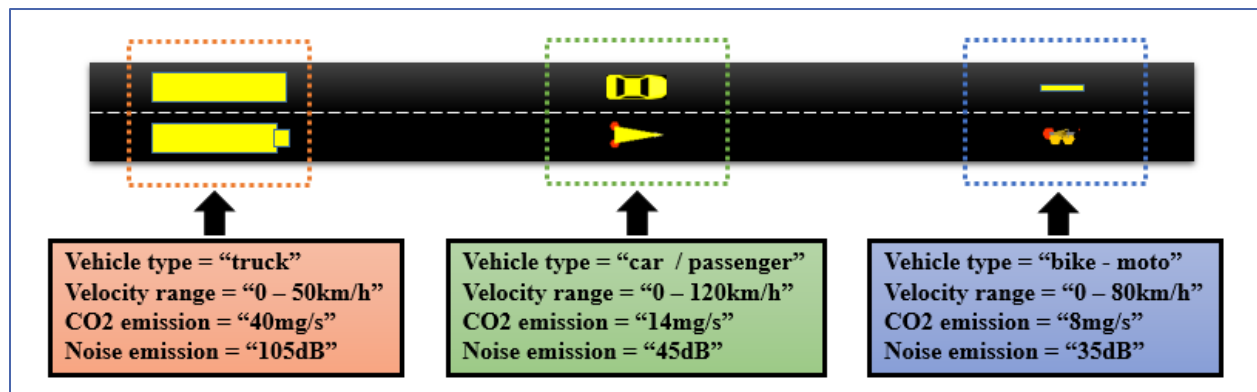 Vehicle type = “truck”
Velocity range = “0 – 50km/h”
CO2 emission = “40mg/s”
Noise emission = “105dB”
Vehicle type = “car / passenger”
Velocity range = “0 – 120km/h”
CO2 emission = “14mg/s”
Noise emission = “45dB”
Vehicle type = “bike - moto”
Velocity range = “0 – 80km/h”
CO2 emission = “8mg/s”
Noise emission = “35dB”